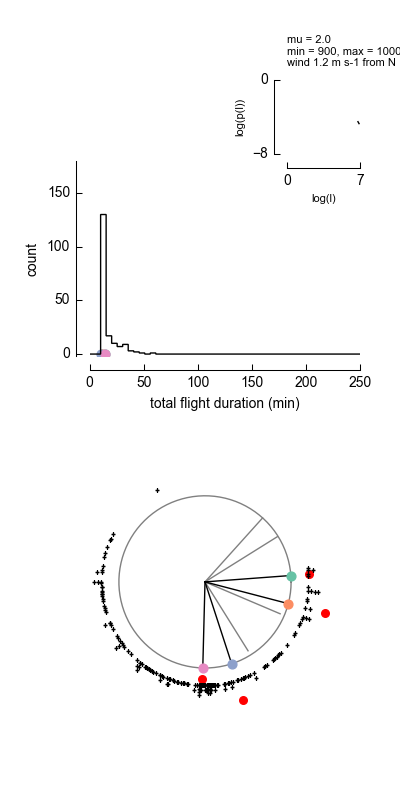 mu = 2.0
min = 900, max = 1000
wind 1.2 m s-1 from N
0
−8
log(p(l))
0 7
log(l)
150
100
50
0
count
0 50 100 150 200 250
total flight duration (min)